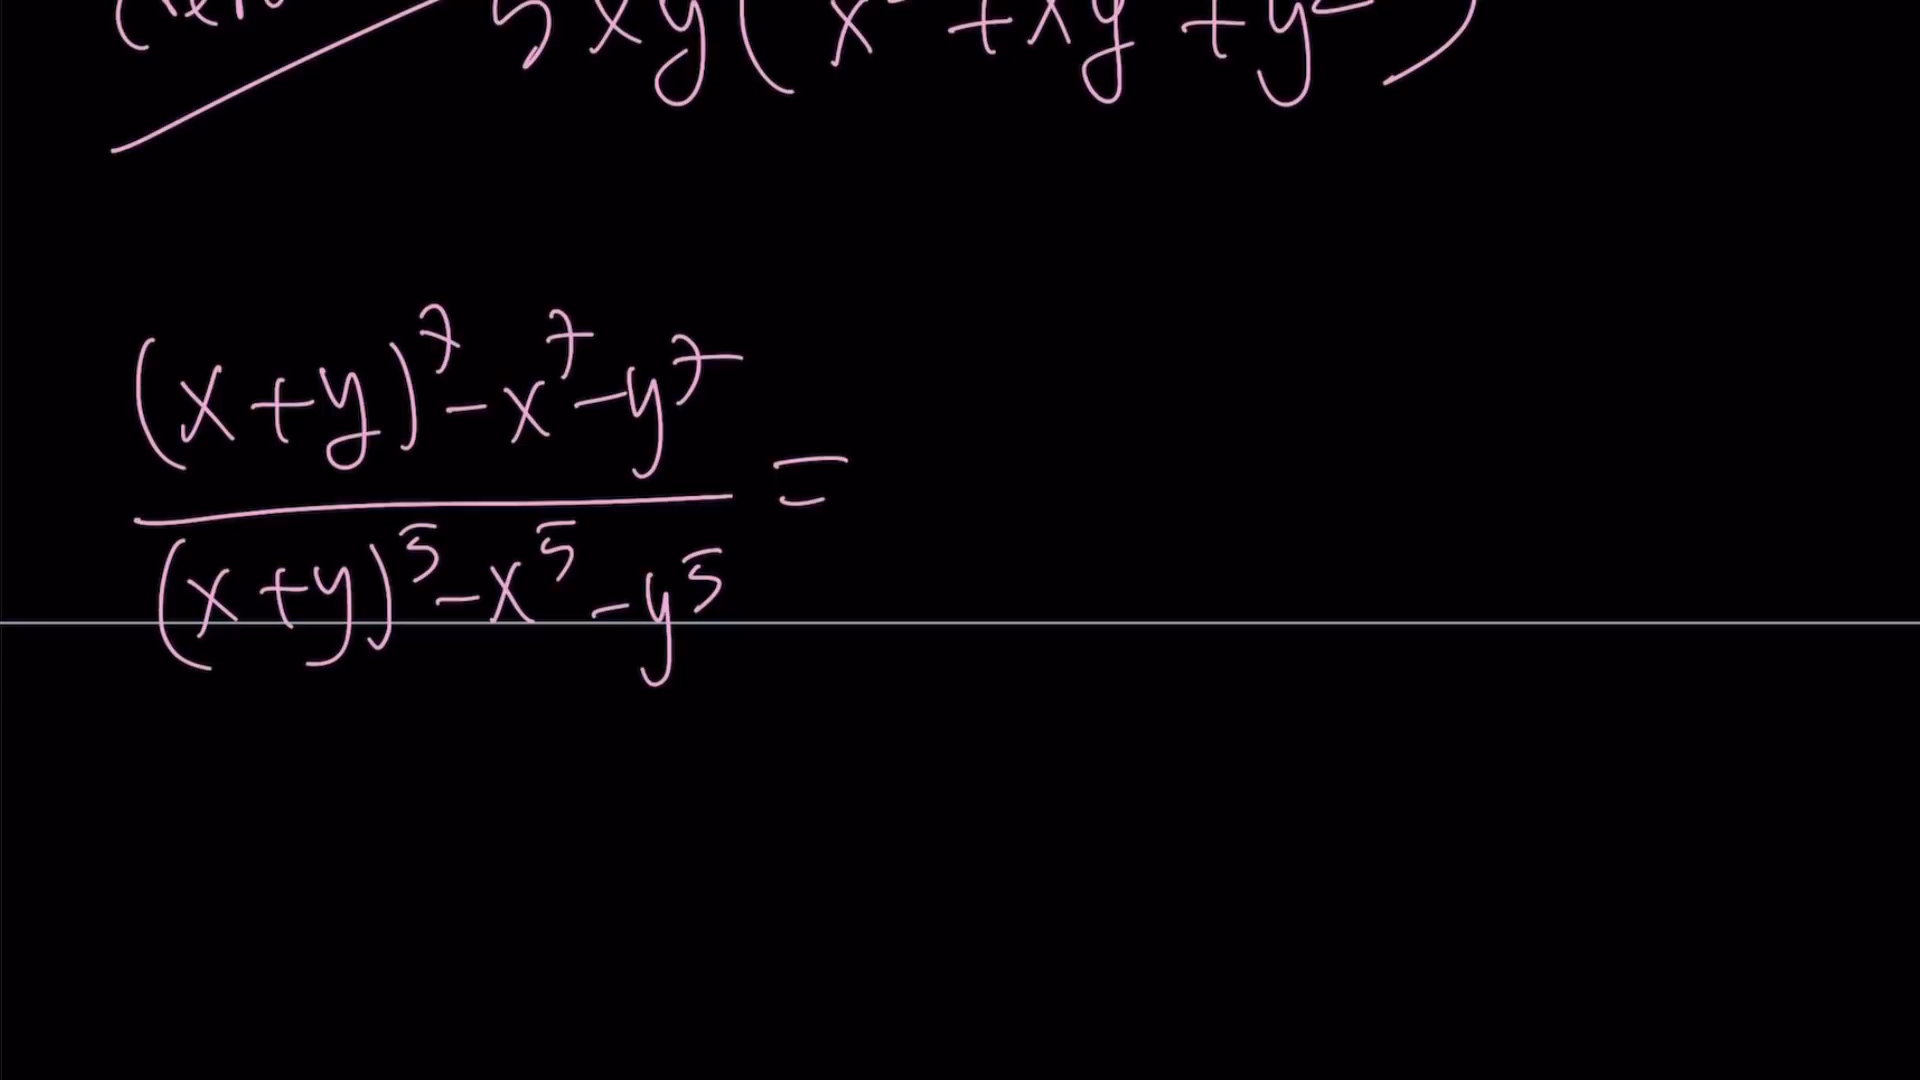 5xy(x² + xy + y²)
(x+y)⁷ - x⁷ - y⁷
=
(x+y)⁵ - x⁵ - y⁵